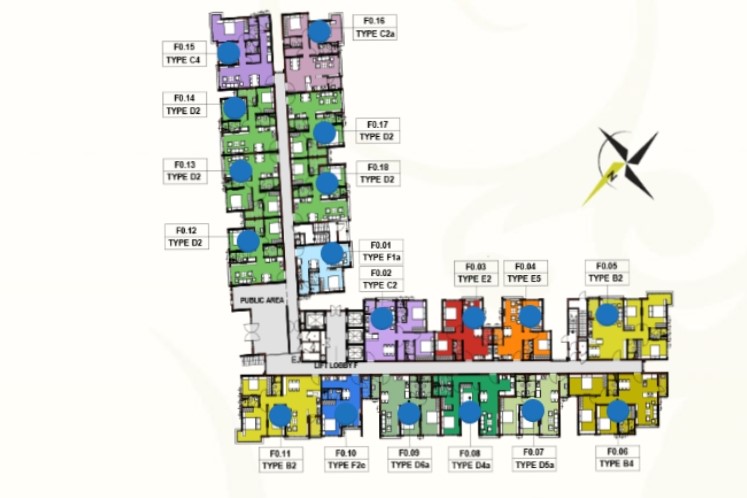 F0.15
TYPE C4
F0.16
TYPE C2a
F0.14
TYPE D2
F0.17
TYPE D2
F0.13
TYPE D2
F0.18
TYPE D2
F0.12
TYPE D2
F0.01
TYPE F1a
F0.02
TYPE C2
F0.03
TYPE E2
F0.04
TYPE E5
F0.05
TYPE B2
N
PUBLIC AREA
LIFT LOBBY F
F0.11
TYPE B2
F0.10
TYPE F2c
F0.09
TYPE D6a
F0.08
TYPE D4a
F0.07
TYPE D5a
F0.06
TYPE B4